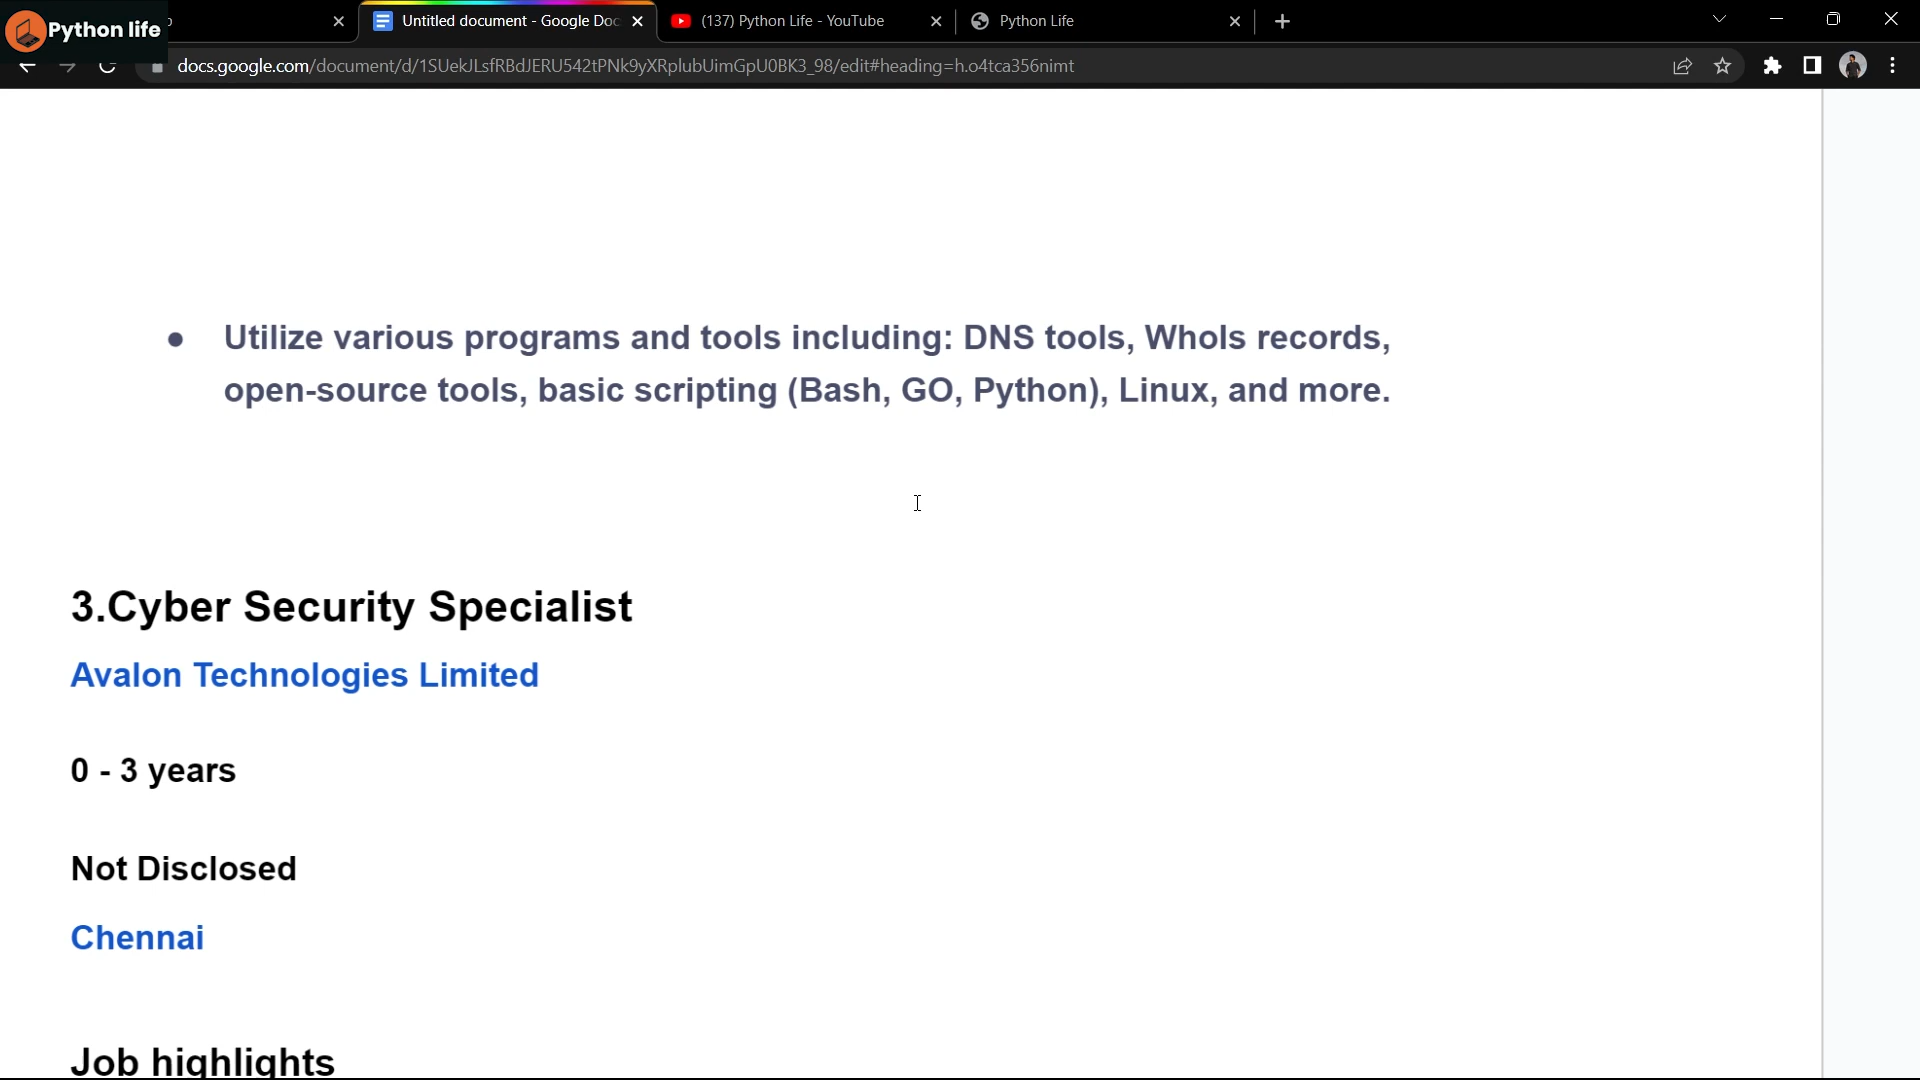 Python life
Untitled document - Google Doc
(137) Python Life - YouTube
Python Life
docs.google.com/document/d/1SUekJLsfRBdJERU542tPNk9yXRplubUimGpU0BK3_98/edit#heading=h.o4tca356nimt
● Utilize various programs and tools including: DNS tools, WhoIs records,
open-source tools, basic scripting (Bash, GO, Python), Linux, and more.
3.Cyber Security Specialist
Avalon Technologies Limited
0 - 3 years
Not Disclosed
Chennai
Job highlights